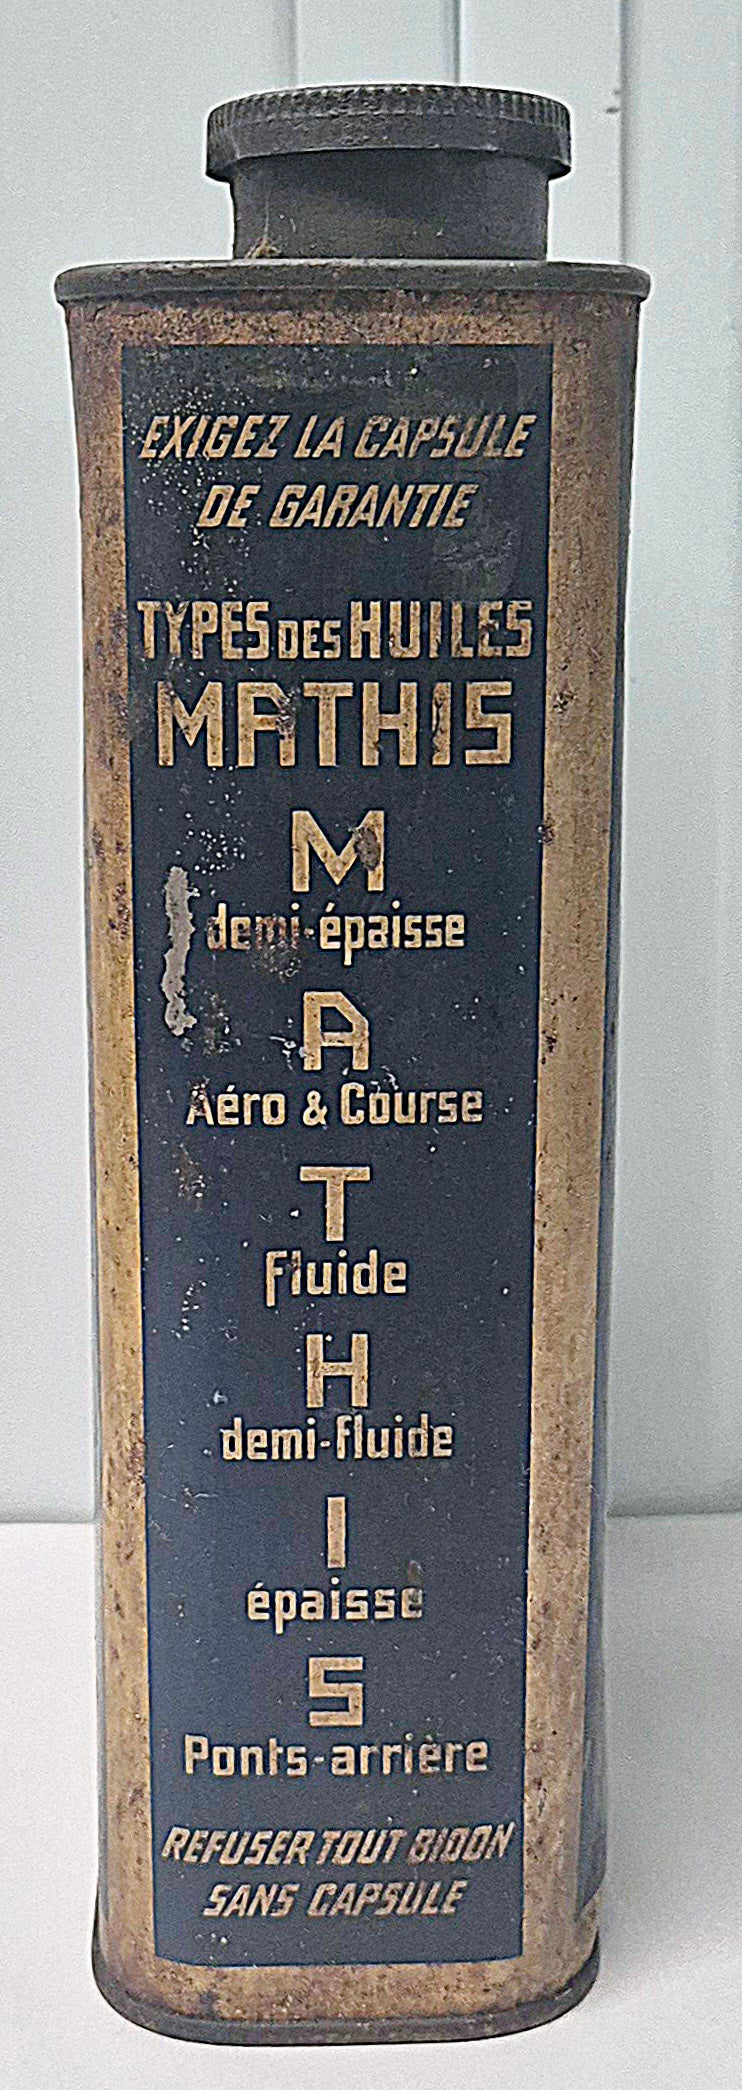 EXIGEZ LA CAPSULE
DE GARANTIE
TYPES DES HUILES
MATHIS
M
demi-épaisse
A
Aéro & Course
T
Fluide
H
demi-fluide
I
épaisse
S
Ponts-arrière
REFUSER TOUT BIDON
SANS CAPSULE